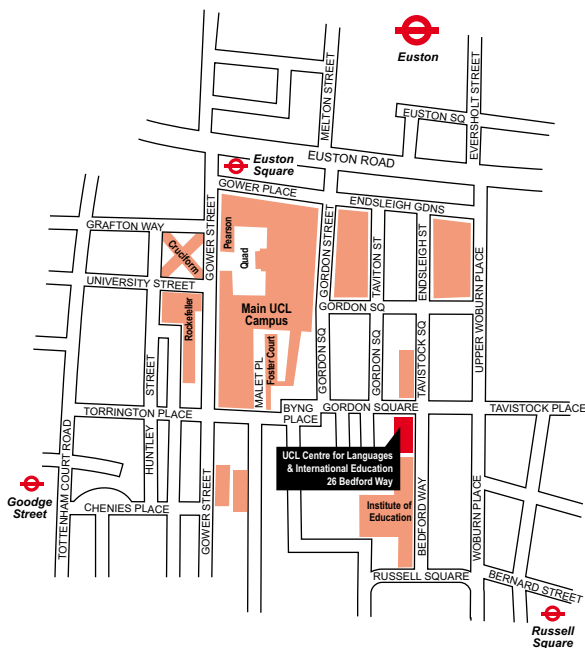 Euston
MELTON STREET
EVERSHOLT STREET
EUSTON SQ
EUSTON ROAD
Euston
Square
GOWER PLACE
ENDSLEIGH GDNS
GRAFTON WAY
GOWER STREET
Pearson
Quad
Cruciform
GORDON STREET
TAVITON ST
ENDSLEIGH ST
UPPER WOBURN PLACE
UNIVERSITY STREET
Rockefeller
Main UCL
Campus
GORDON SQ
Foster Court
MALET PL
GORDON SQ
GORDON SQ
TAVISTOCK SQ
HUNTLEY STREET
TORRINGTON PLACE
BYNG
PLACE
GORDON SQUARE
TAVISTOCK PLACE
TOTTENHAM COURT ROAD
UCL Centre for Languages
& International Education
26 Bedford Way
Goodge
Street
CHENIES PLACE
GOWER STREET
Institute of
Education
BEDFORD WAY
WOBURN PLACE
RUSSELL SQUARE
BERNARD STREET
Russell
Square